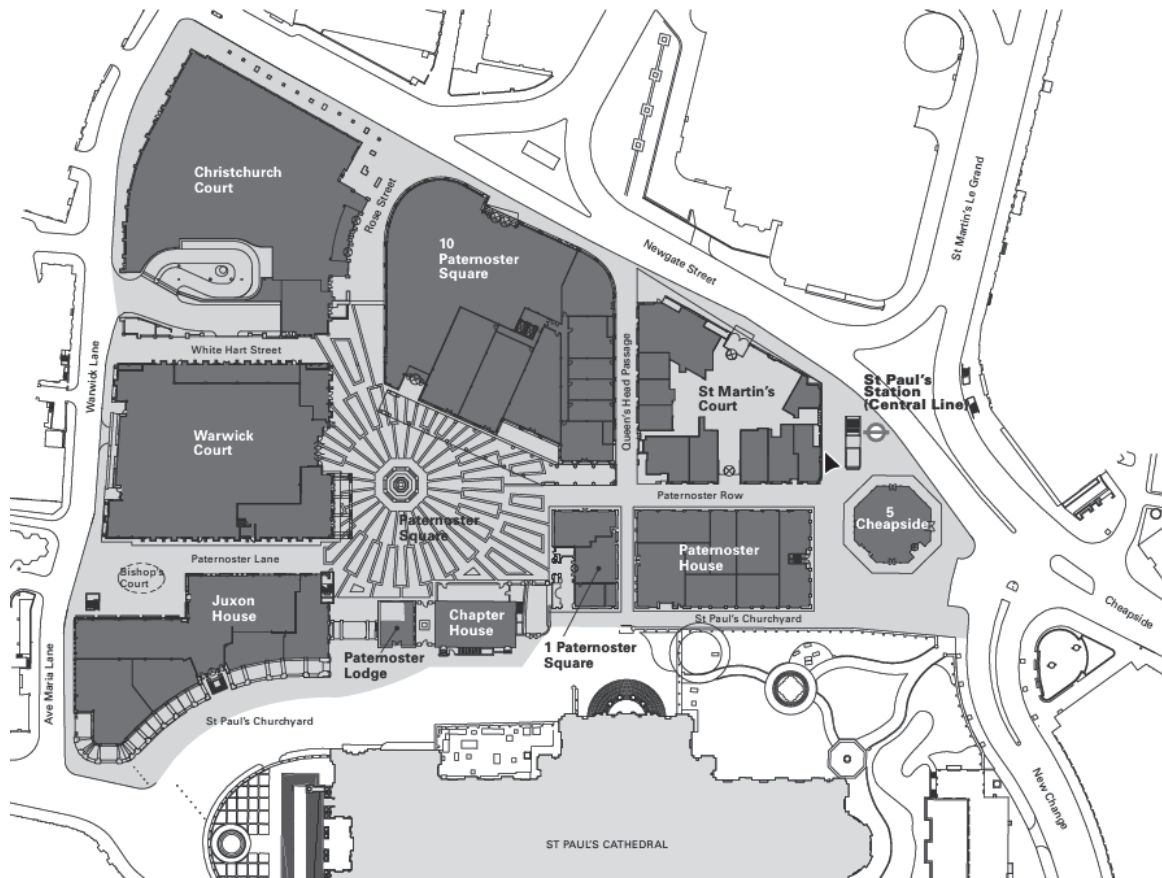 Christchurch
Court
Rose Street
10
Paternoster
Square
Newgate Street
St Martin's Le Grand
White Hart Street
Warwick Lane
Warwick
Court
Queen's Head Passage
St Martin's
Court
St Paul's
Station
(Central Line)
Paternoster
Square
Paternoster Row
5
Cheapside
Paternoster Lane
Bishop's
Court
Juxon
House
Paternoster
House
Chapter
House
St Paul's Churchyard
Cheapside
Paternoster
Lodge
1 Paternoster
Square
Ave Maria Lane
St Paul's Churchyard
New Change
ST PAUL'S CATHEDRAL